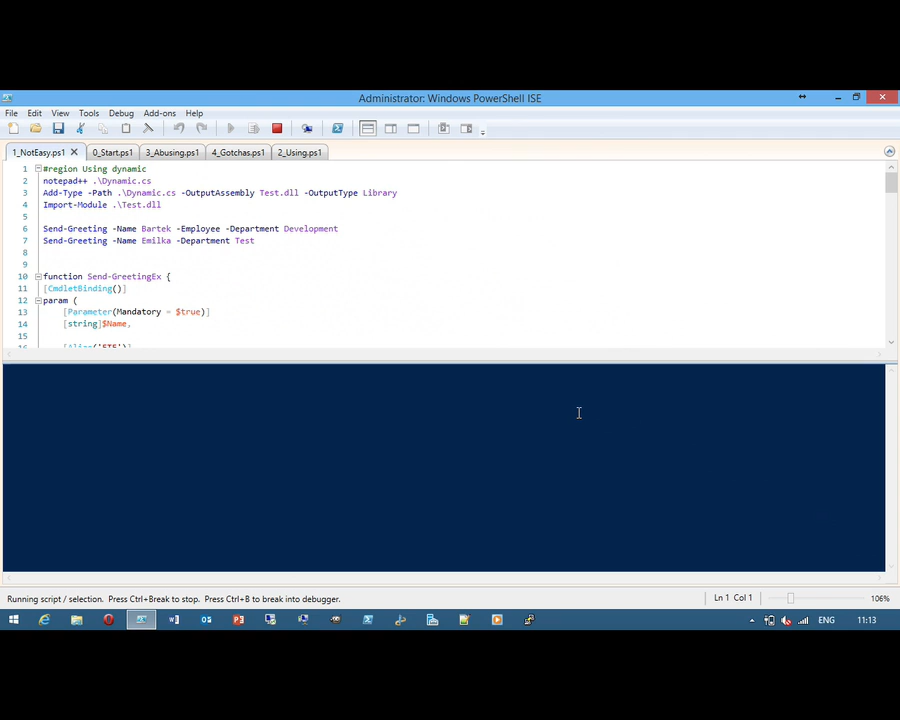 Administrator: Windows PowerShell ISE
File Edit View Tools Debug Add-ons Help
1_NotEasy.ps1 0_Start.ps1 3_Abusing.ps1 4_Gotchas.ps1 2_Using.ps1
1 #region Using dynamic
2 notepad++ .\Dynamic.cs
3 Add-Type -Path .\Dynamic.cs -OutputAssembly Test.dll -OutputType Library
4 Import-Module .\Test.dll
5
6 Send-Greeting -Name Bartek -Employee -Department Development
7 Send-Greeting -Name Emilka -Department Test
8
9
10 function Send-GreetingEx {
11 [CmdletBinding()]
12 param (
13 [Parameter(Mandatory = $true)]
14 [string]$Name,
15
16 [Alias('FTE')]
Running script / selection. Press Ctrl+Break to stop. Press Ctrl+B to break into debugger.
Ln 1 Col 1
106%
ENG 11:13